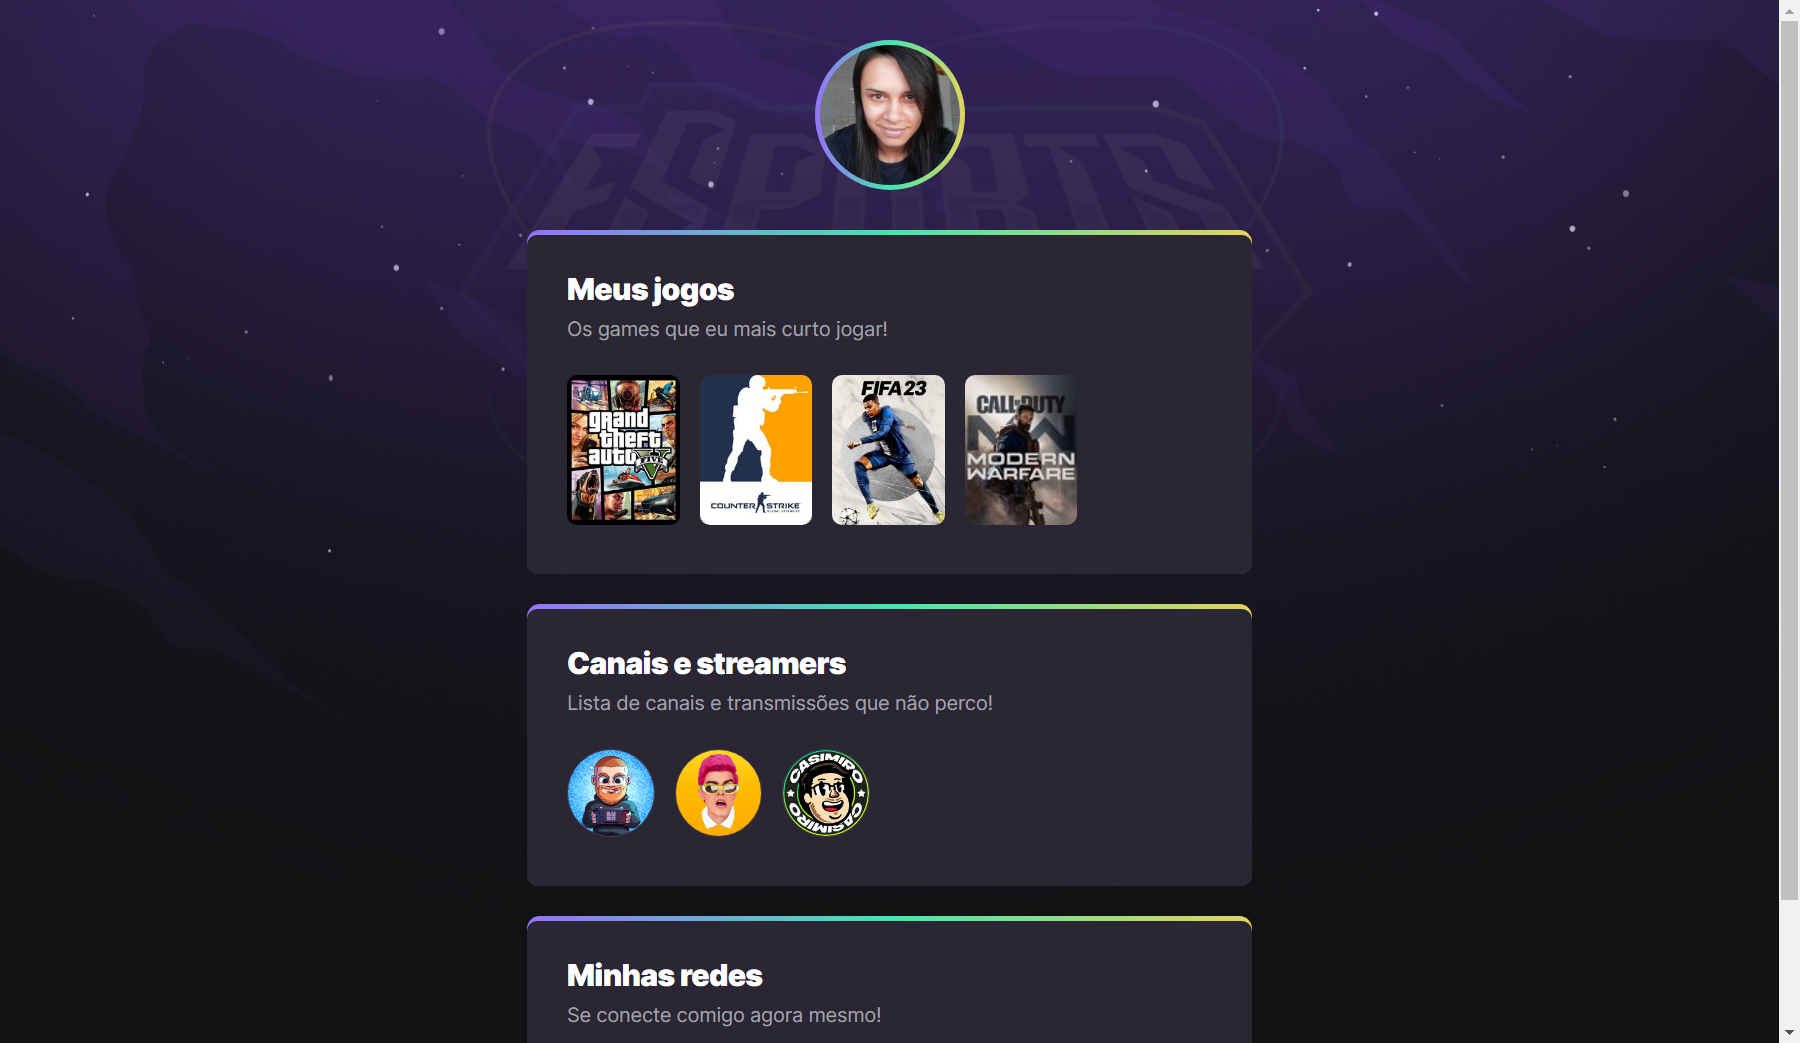 ESPORTS
Meus jogos
Os games que eu mais curto jogar!
grand
theft
auto
V
FIVE
COUNTER STRIKE
FIFA 23
CALL OF DUTY
MW
MODERN
WARFARE
Canais e streamers
Lista de canais e transmissões que não perco!
CASIMIRO
CASIMIRO
Minhas redes
Se conecte comigo agora mesmo!